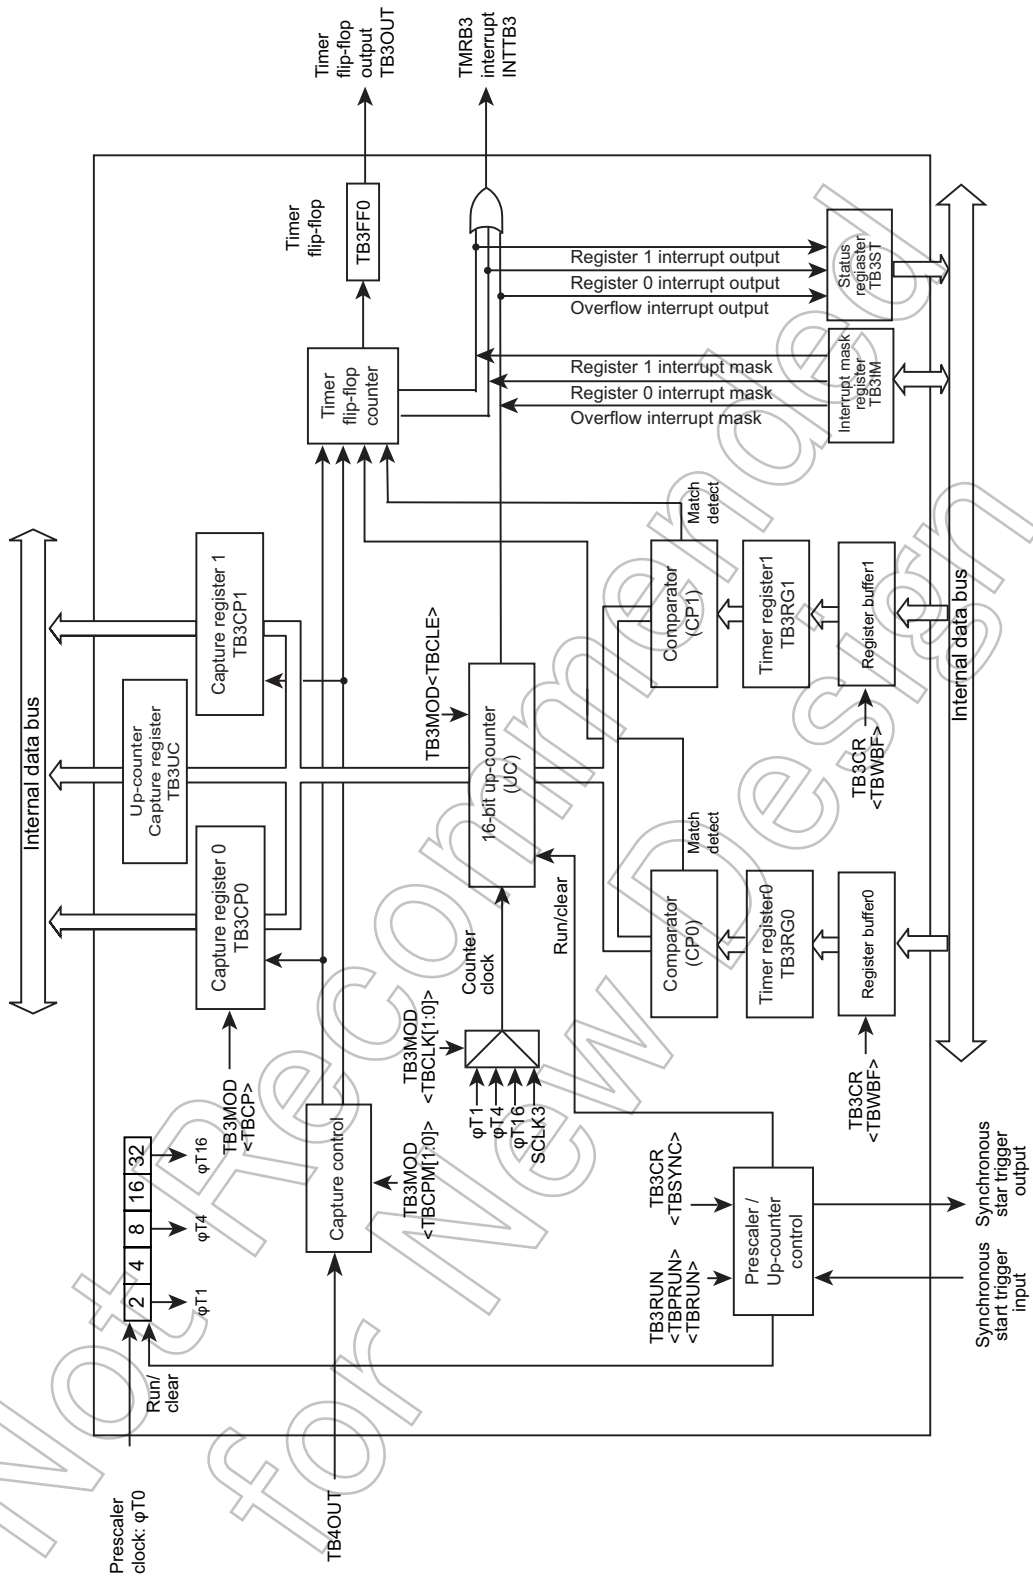 Internal data bus
Prescaler
clock: φT0
Run/
clear
2
4
8
16
32
φT1
φT4
φT16
TB3MOD
<TBCP>
Capture register 0
TB3CP0
Up-counter
Capture register
TB3UC
Capture register 1
TB3CP1
TB4OUT
Capture control
TB3MOD
<TBCPM[1:0]>
Timer
flip-flop
counter
Timer
flip-flop
TB3FF0
Timer
flip-flop
output
TB3OUT
TB3MOD
<TBCLK[1:0]>
φT1
φT4
φT16
SCLK3
Counter
clock
TB3MOD<TBCLE>
16-bit up-counter
(UC)
Run/clear
TMRB3
interrupt
INTTB3
Register 1 interrupt output
Register 0 interrupt output
Overflow interrupt output
Register 1 interrupt mask
Register 0 interrupt mask
Overflow interrupt mask
TB3RUN
<TBPRUN>
<TBRUN>
TB3CR
<TBSYNC>
Prescaler /
Up-counter
control
Comparator
(CP0)
Match
detect
Comparator
(CP1)
Match
detect
Timer register0
TB3RG0
Timer register1
TB3RG1
TB3CR
<TBWBF>
Register buffer0
TB3CR
<TBWBF>
Register buffer1
Interrupt mask
register
TB3IM
Status
regiaster
TB3ST
Synchronous
start trigger
input
Synchronous
star trigger
output
Internal data bus
Not Recommended
for New Design